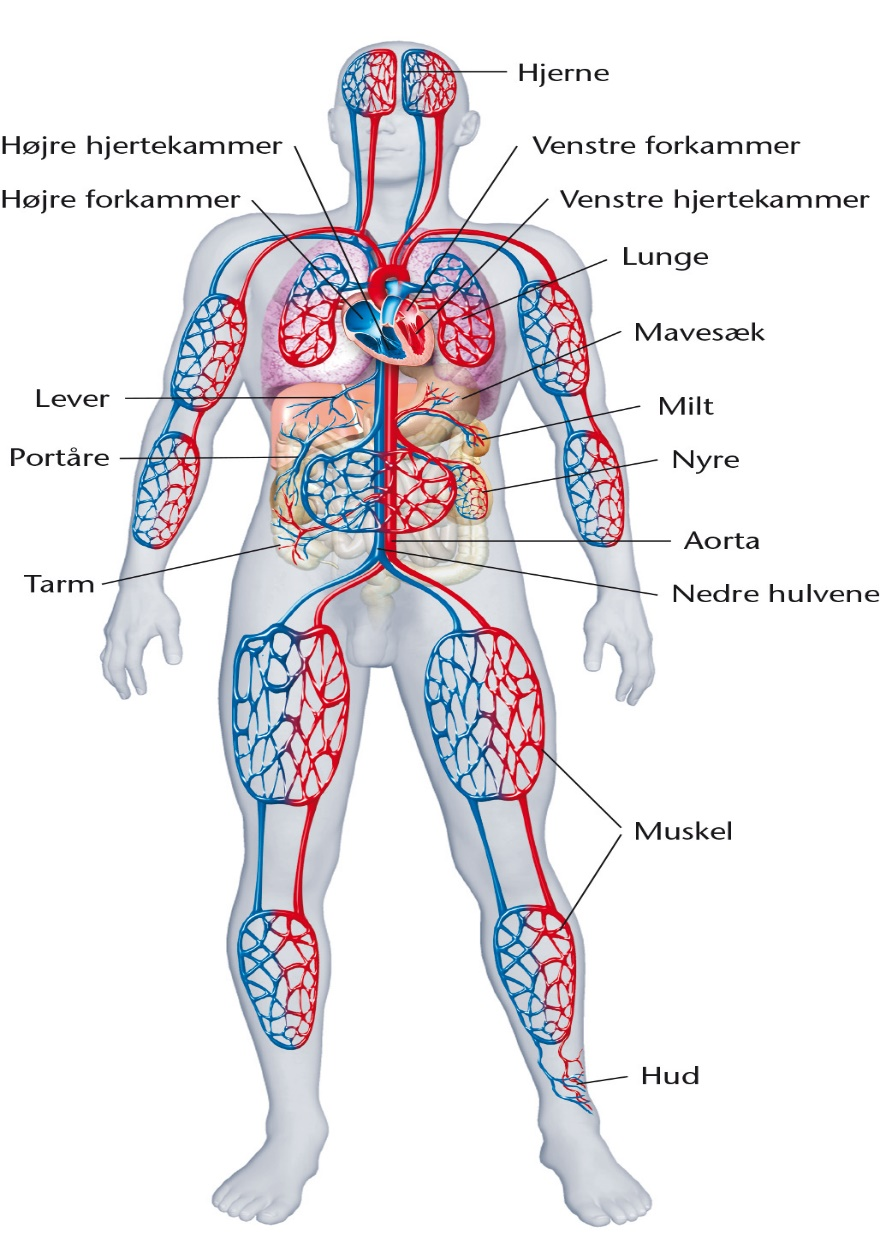 Hjerne
Højre hjertekammer
Venstre forkammer
Højre forkammer
Venstre hjertekammer
Lunge
Mavesæk
Lever
Milt
Portåre
Nyre
Aorta
Tarm
Nedre hulvene
Muskel
Hud